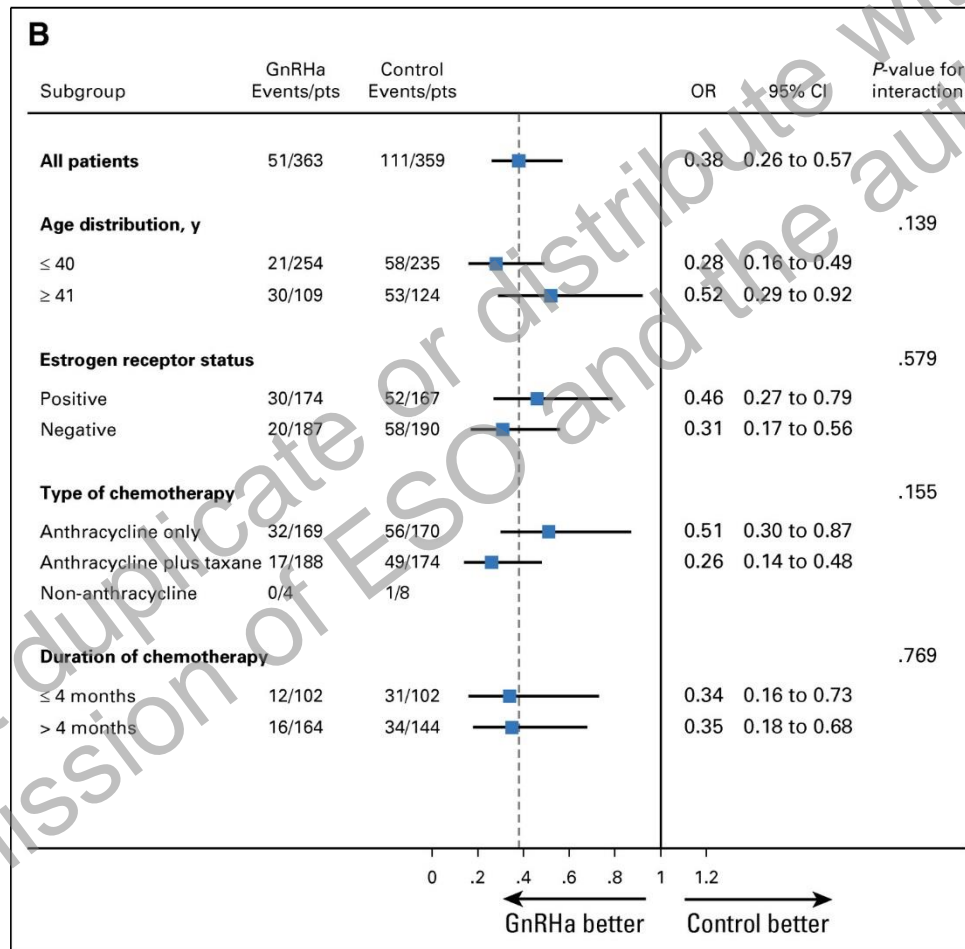 B
Subgroup GnRHa Events/pts Control Events/pts OR 95% CI P-value for interaction
All patients 51/363 111/359 0.38 0.26 to 0.57
Age distribution, y .139
≤ 40 21/254 58/235 0.28 0.16 to 0.49
≥ 41 30/109 53/124 0.52 0.29 to 0.92
Estrogen receptor status .579
Positive 30/174 52/167 0.46 0.27 to 0.79
Negative 20/187 58/190 0.31 0.17 to 0.56
Type of chemotherapy .155
Anthracycline only 32/169 56/170 0.51 0.30 to 0.87
Anthracycline plus taxane 17/188 49/174 0.26 0.14 to 0.48
Non-anthracycline 0/4 1/8
Duration of chemotherapy .769
≤ 4 months 12/102 31/102 0.34 0.16 to 0.73
> 4 months 16/164 34/144 0.35 0.18 to 0.68
0 .2 .4 .6 .8 1 1.2
GnRHa better Control better
duplicate or distribute
of ESO and the